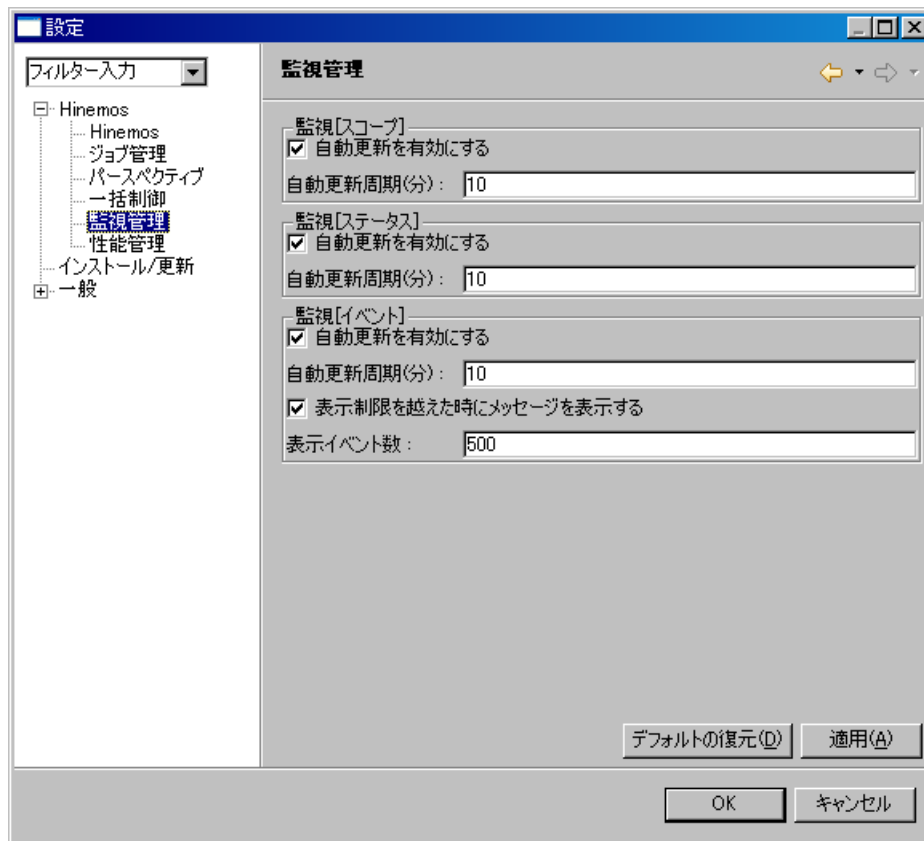 設定
フィルター入力
Hinemos
Hinemos
ジョブ管理
パースペクティブ
一括制御
監視管理
性能管理
インストール/更新
一般
監視管理
監視[スコープ]
自動更新を有効にする
自動更新周期(分): 10
監視[ステータス]
自動更新を有効にする
自動更新周期(分): 10
監視[イベント]
自動更新を有効にする
自動更新周期(分): 10
表示制限を越えた時にメッセージを表示する
表示イベント数: 500
デフォルトの復元(D) 適用(A)
OK キャンセル